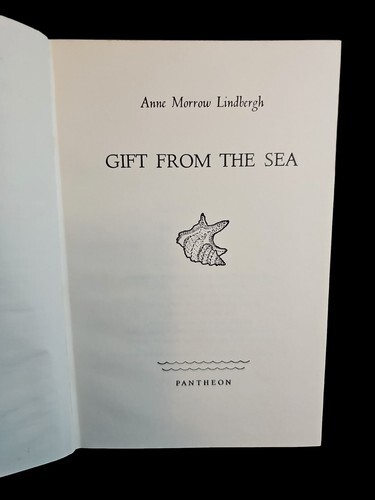 Anne Morrow Lindbergh
GIFT FROM THE SEA
PANTHEON